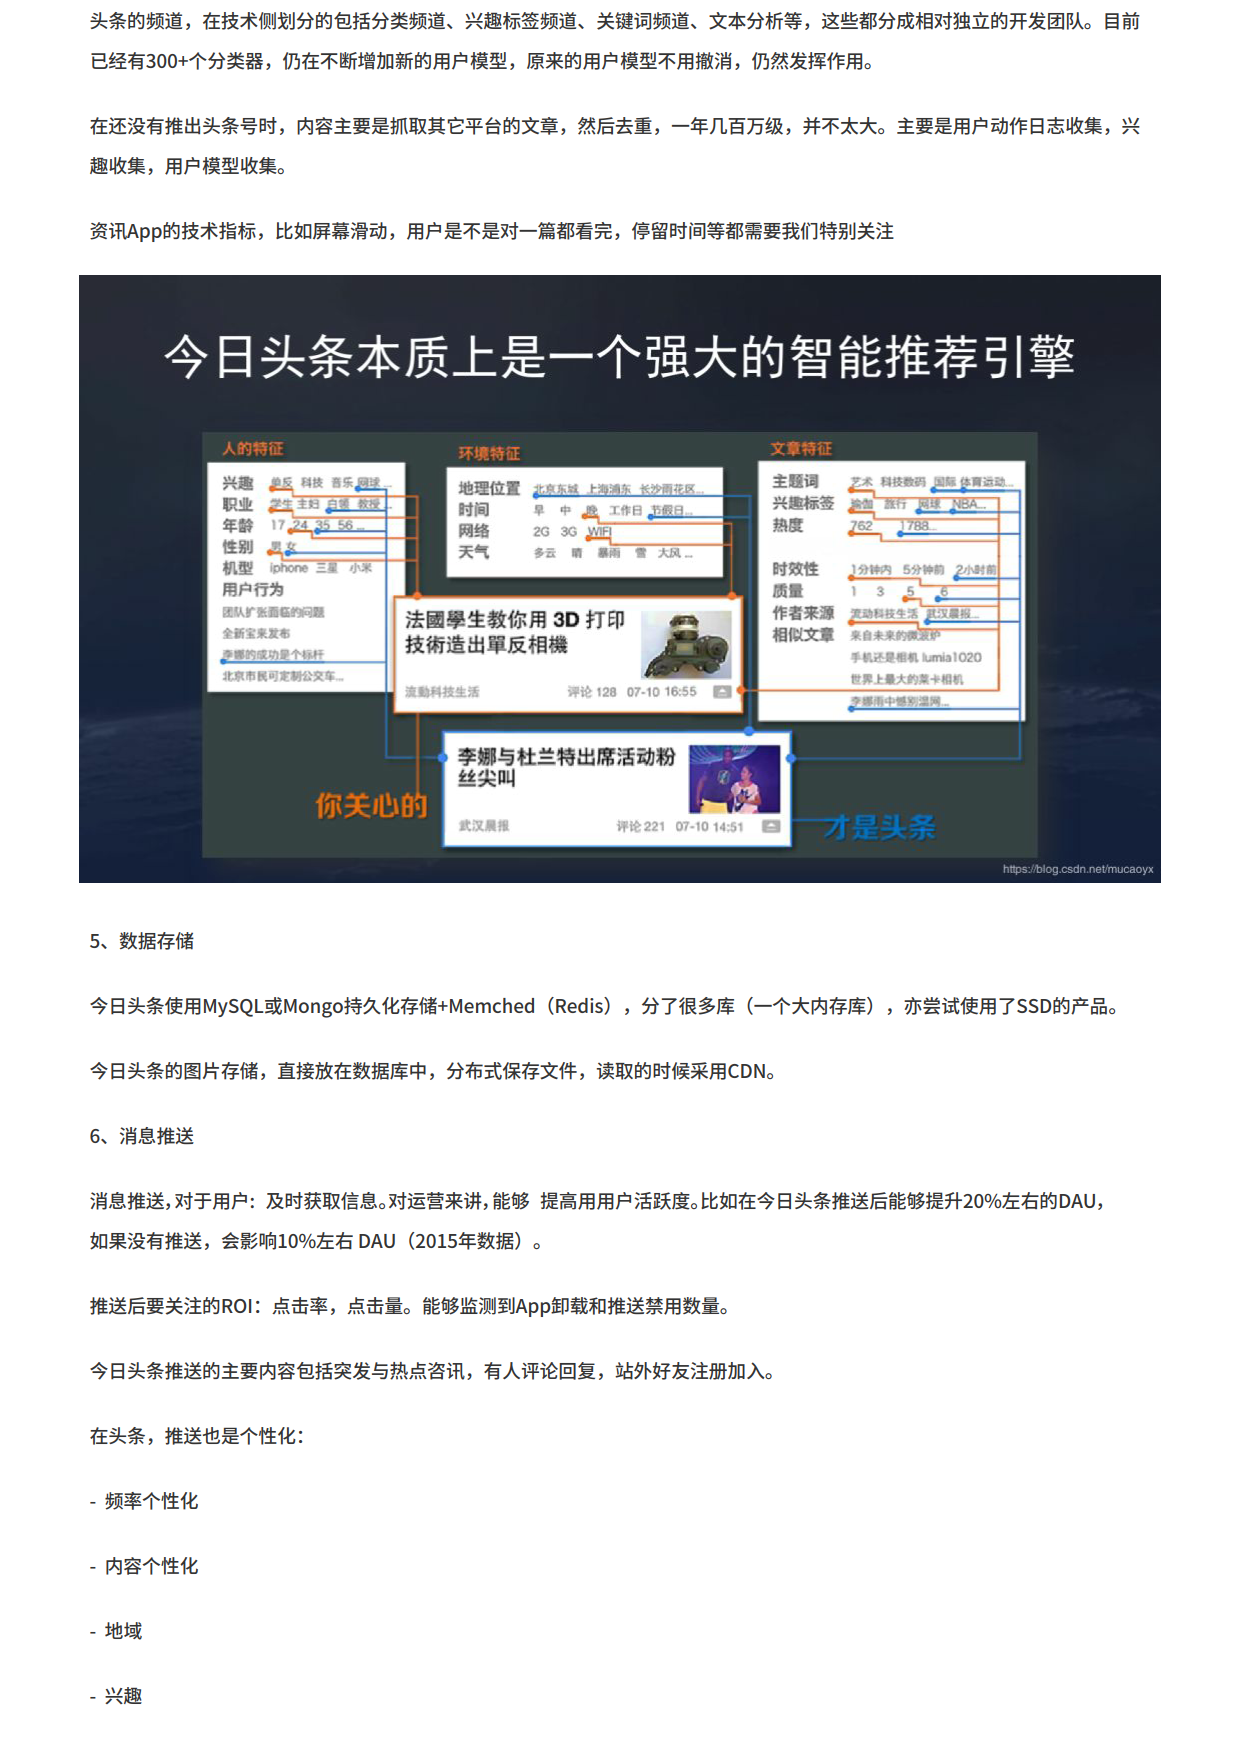 头条的频道，在技术侧划分的包括分类频道、兴趣标签频道、关键词频道、文本分析等，这些都分成相对独立的开发团队。目前
已经有300+个分类器，仍在不断增加新的用户模型，原来的用户模型不用撤消，仍然发挥作用。
在还没有推出头条号时，内容主要是抓取其它平台的文章，然后去重，一年几百万级，并不太大。主要是用户动作日志收集，兴
趣收集，用户模型收集。
资讯App的技术指标，比如屏幕滑动，用户是不是对一篇都看完，停留时间等都需要我们特别关注
今日头条本质上是一个强大的智能推荐引擎
人的特征
兴趣 单反 科技 音乐 网球 ...
职业 学生 主妇 白领 教授 ...
年龄 17 24 35 56 ...
性别 男 女
机型 iphone 三星 小米
用户行为
团队扩张面临的问题
全新宝来发布
李娜的成功是个标杆
北京市民可定制公交车...
环境特征
地理位置 北京东城 上海浦东 长沙雨花区...
时间 早 中 晚 工作日 节假日...
网络 2G 3G WIFI
天气 多云 晴 暴雨 雪 大风 ...
文章特征
主题词 艺术 科技数码 国际 体育运动...
兴趣标签 瑜伽 旅行 网球 NBA...
热度 762 1788...
时效性 1分钟内 5分钟前 2小时前
质量 1 3 5 6
作者来源 流动科技生活 武汉晨报...
相似文章 来自未来的微波炉
手机还是相机 lumia1020
世界上最大的莱卡相机
李娜雨中憾别温网...
法國學生教你用 3D 打印
技術造出單反相機
流動科技生活 评论 128 07-10 16:55
李娜与杜兰特出席活动粉
丝尖叫
武汉晨报 评论 221 07-10 14:51
你关心的
才是头条
https://blog.csdn.net/mucaoyx
5、数据存储
今日头条使用MySQL或Mongo持久化存储+Memched（Redis），分了很多库（一个大内存库），亦尝试使用了SSD的产品。
今日头条的图片存储，直接放在数据库中，分布式保存文件，读取的时候采用CDN。
6、消息推送
消息推送，对于用户: 及时获取信息。对运营来讲，能够 提高用用户活跃度。比如在今日头条推送后能够提升20%左右的DAU，
如果没有推送，会影响10%左右 DAU（2015年数据）。
推送后要关注的ROI：点击率，点击量。能够监测到App卸载和推送禁用数量。
今日头条推送的主要内容包括突发与热点咨讯，有人评论回复，站外好友注册加入。
在头条，推送也是个性化：
- 频率个性化
- 内容个性化
- 地域
- 兴趣